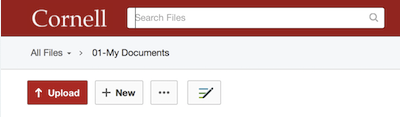 Cornell
Search Files
All Files › 01-My Documents
Upload
New